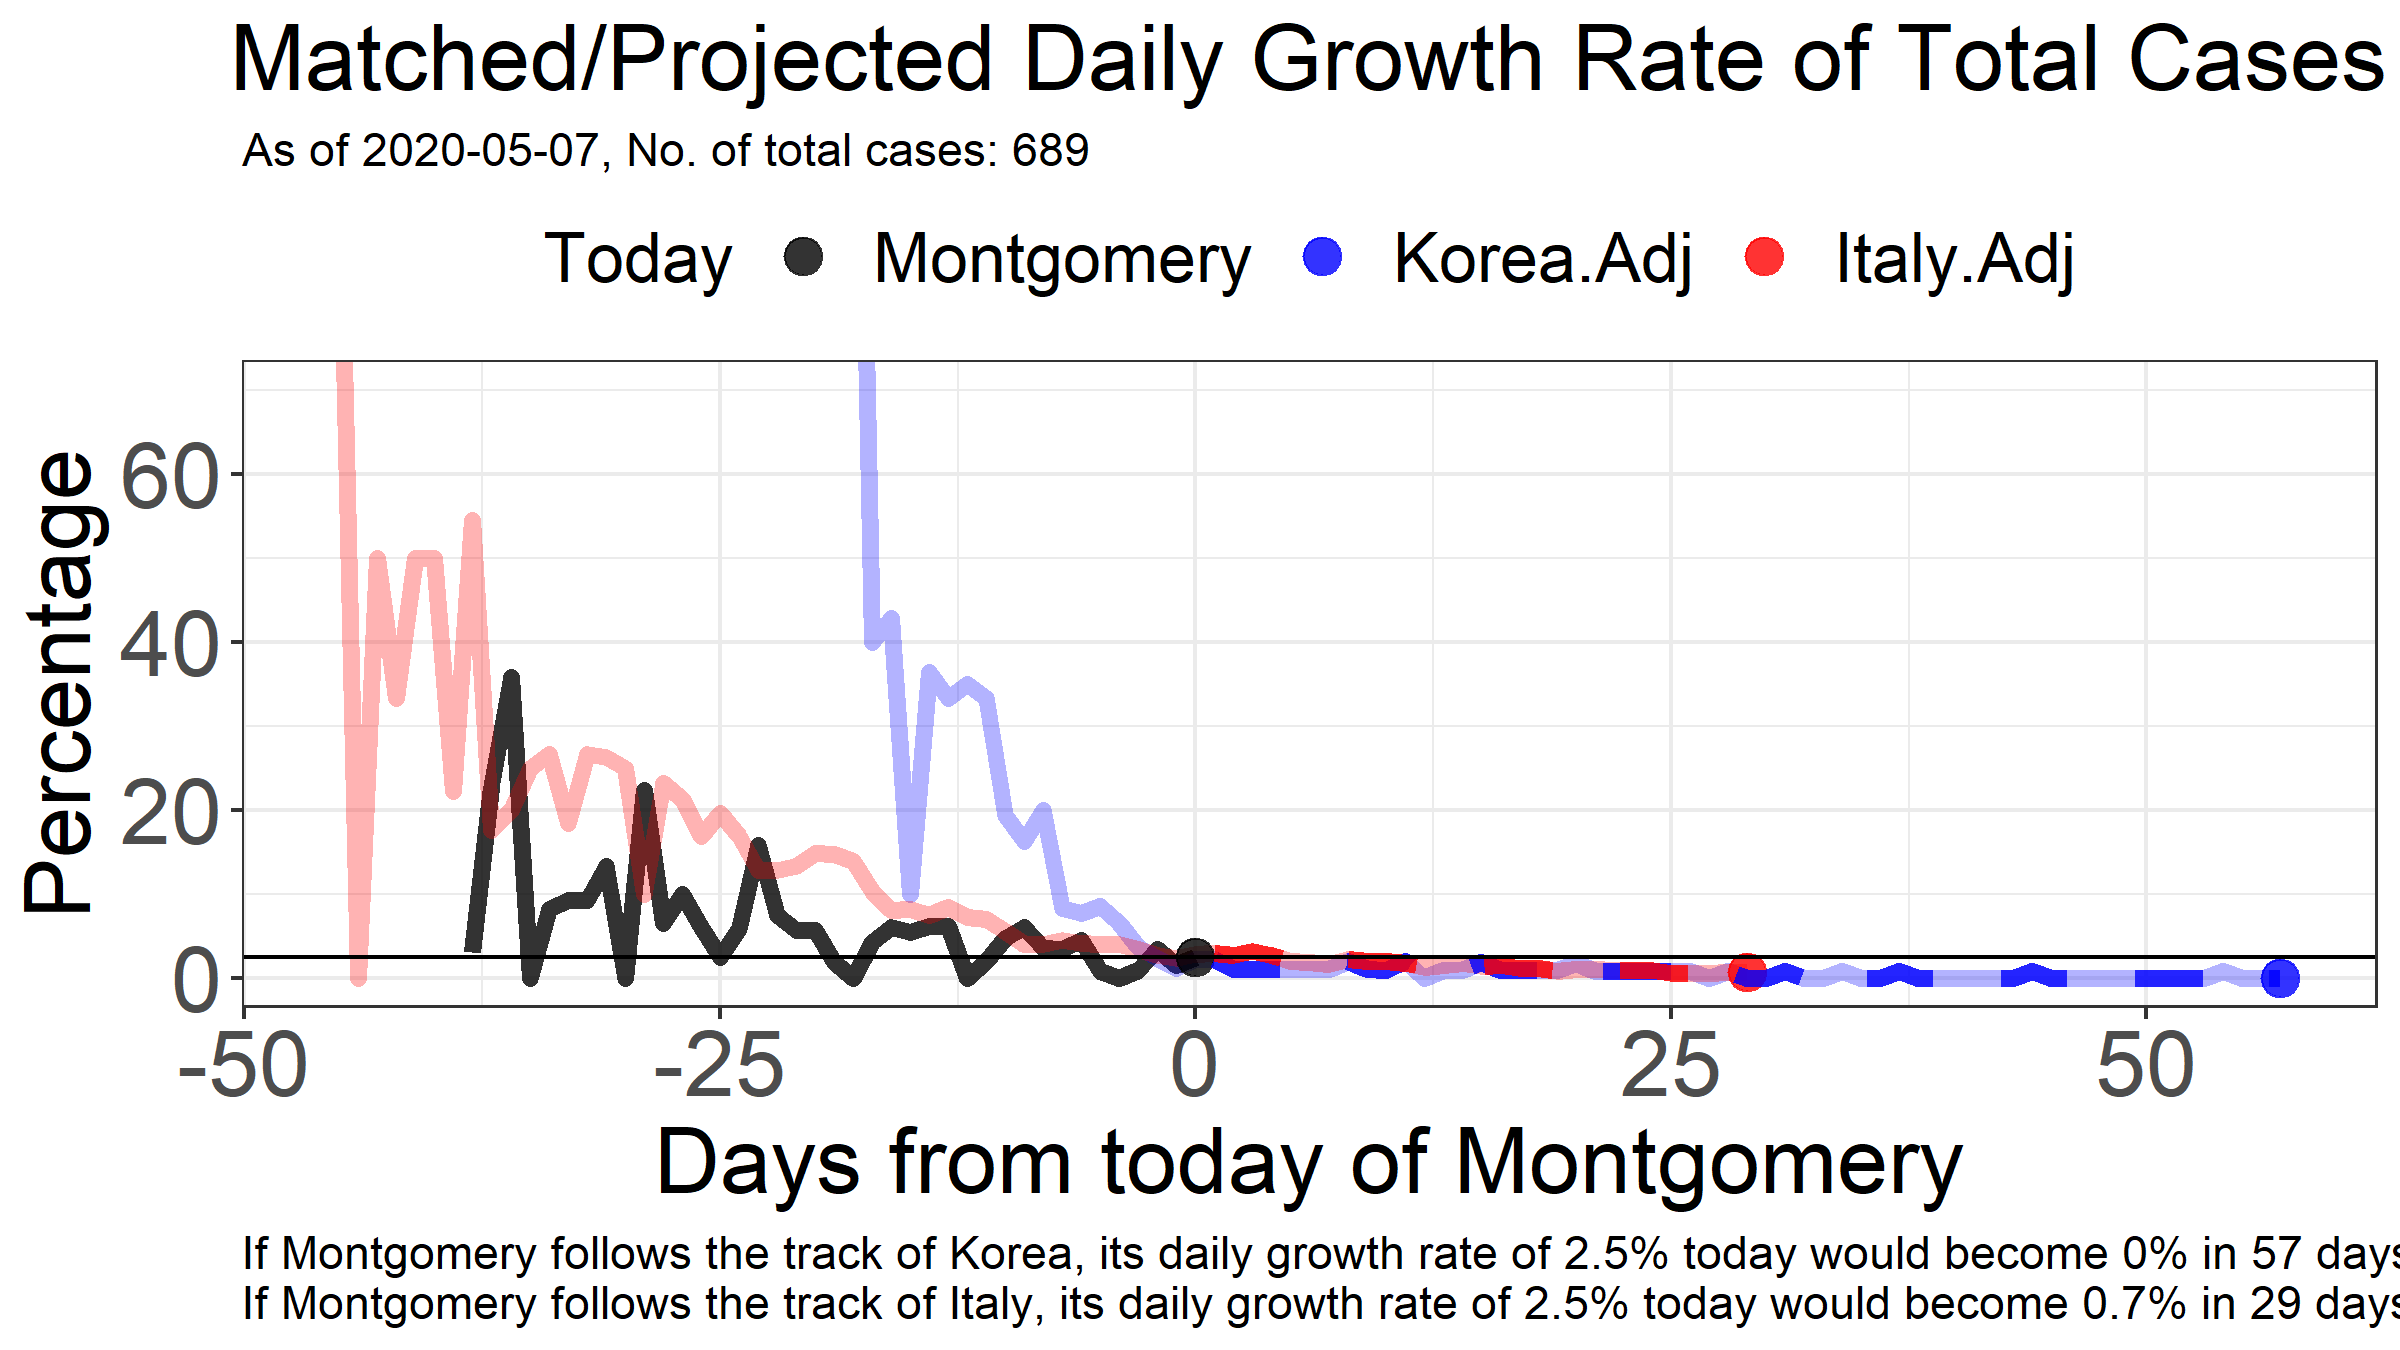 Matched/Projected Daily Growth Rate of Total Cases
As of 2020-05-07, No. of total cases: 689
Today Montgomery Korea.Adj Italy.Adj
Percentage
60
40
20
0
-50 -25 0 25 50
Days from today of Montgomery
If Montgomery follows the track of Korea, its daily growth rate of 2.5% today would become 0% in 57 days
If Montgomery follows the track of Italy, its daily growth rate of 2.5% today would become 0.7% in 29 days